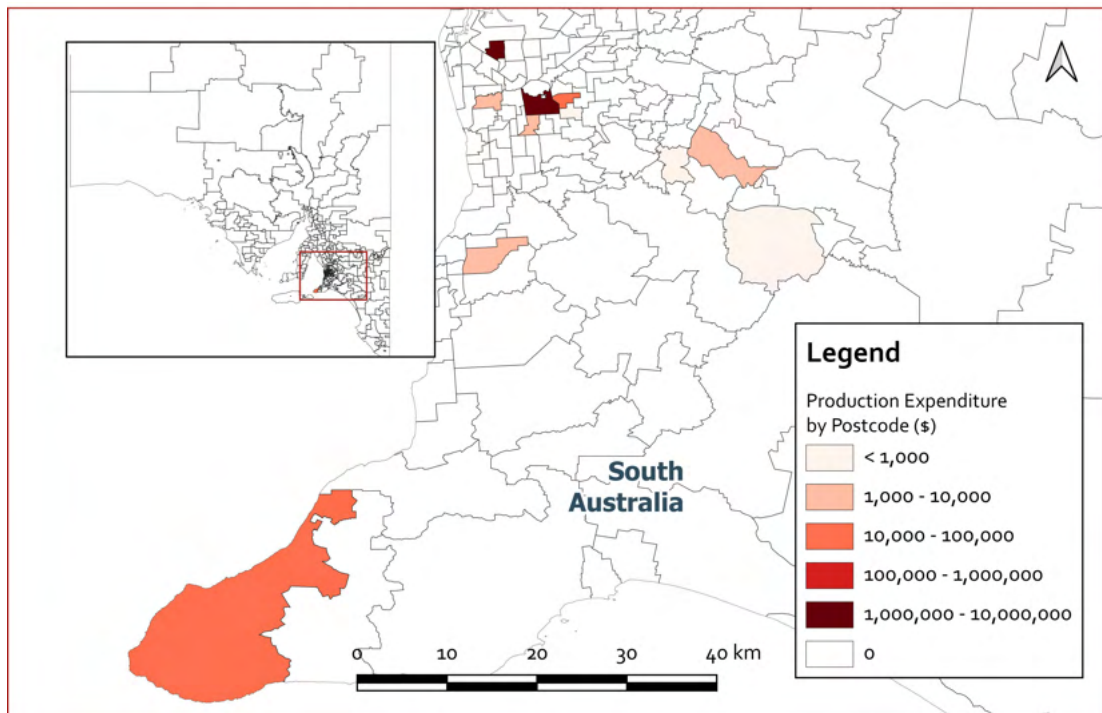 South
Australia
Legend
Production Expenditure
by Postcode ($)
< 1,000
1,000 - 10,000
10,000 - 100,000
100,000 - 1,000,000
1,000,000 - 10,000,000
0
0 10 20 30 40 km